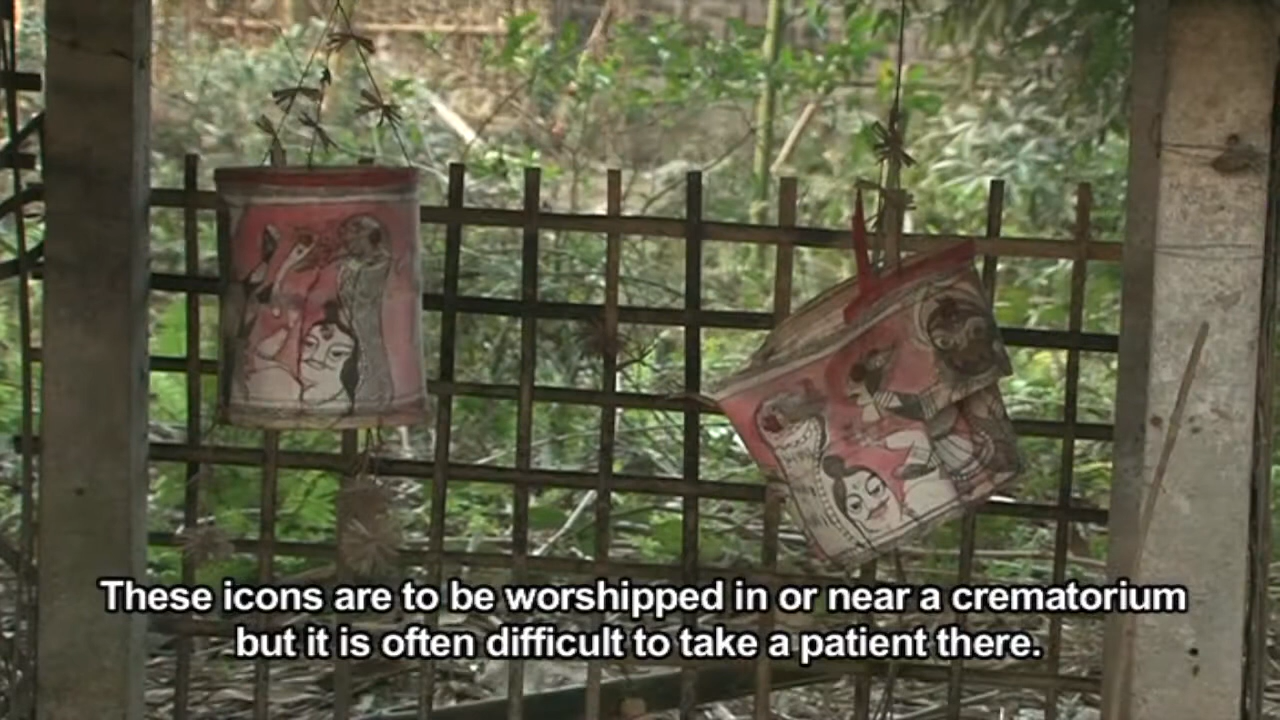 These icons are to be worshipped in or near a crematorium
but it is often difficult to take a patient there.